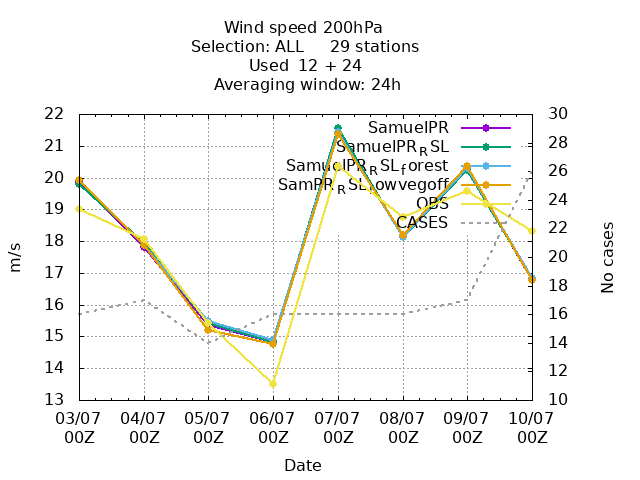 Wind speed 200hPa
Selection: ALL 29 stations
Used 12 + 24
Averaging window: 24h
22
21
20
19
18
17
16
15
14
13
30
28
26
24
22
20
18
16
14
12
10
m/s
No cases
SamuelPR
SamuelPR_RSL
SamuelPR_RSL_forest
SamPR_RSLlowvegoff
OBS
CASES
03/07 04/07 05/07 06/07 07/07 08/07 09/07 10/07
00Z 00Z 00Z 00Z 00Z 00Z 00Z 00Z
Date